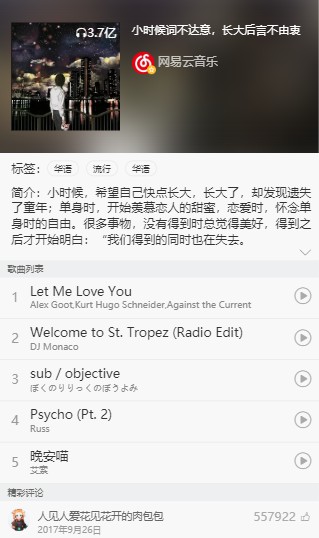 3.7亿
小时候词不达意，长大后言不由衷
网易云音乐
标签： 华语 流行 华语
简介：小时候，希望自己快点长大，长大了，却发现遗失
了童年；单身时，开始羡慕恋人的甜蜜，恋爱时，怀念单
身时的自由。很多事物，没有得到时总觉得美好，得到之
后才开始明白：“我们得到的同时也在失去。
歌曲列表
1 Let Me Love You
Alex Goot,Kurt Hugo Schneider,Against the Current
2 Welcome to St. Tropez (Radio Edit)
DJ Monaco
3 sub / objective
ぼくのりりっくのぼうよみ
4 Psycho (Pt. 2)
Russ
5 晚安喵
艾索
精彩评论
人见人爱花见花开的肉包包 557922
2017年9月26日